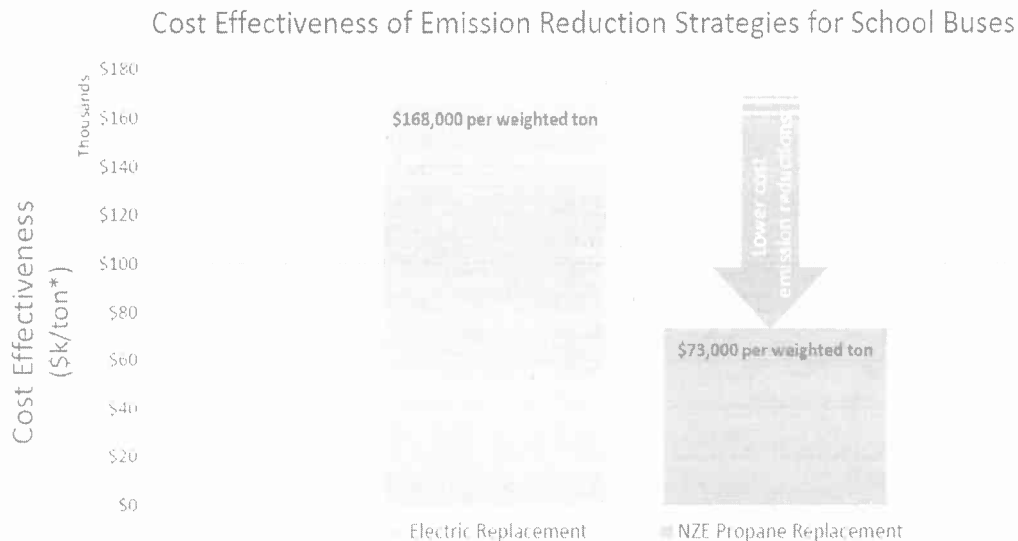 Cost Effectiveness of Emission Reduction Strategies for School Buses
Cost Effectiveness
($k/ton*)
Thousands
$180
$160
$140
$120
$100
$80
$60
$40
$20
$0
$168,000 per weighted ton
Lower cost
emission reductions
$73,000 per weighted ton
Electric Replacement
NZE Propane Replacement